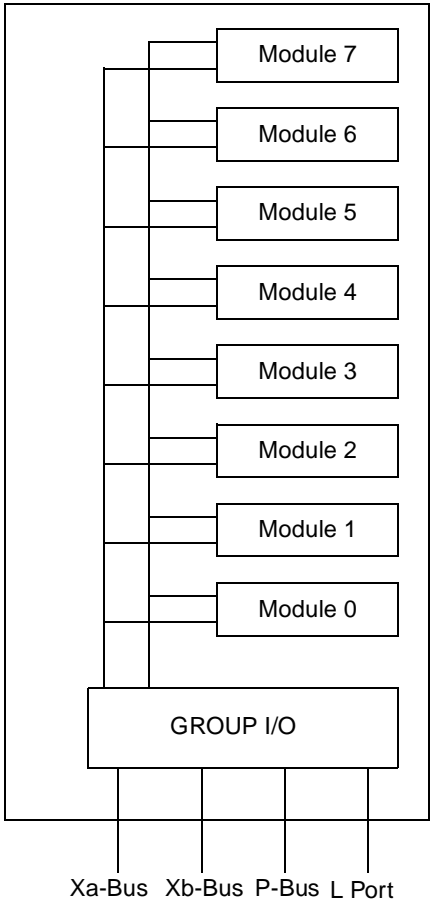 Module 7
Module 6
Module 5
Module 4
Module 3
Module 2
Module 1
Module 0
GROUP I/O
Xa-Bus Xb-Bus P-Bus L Port